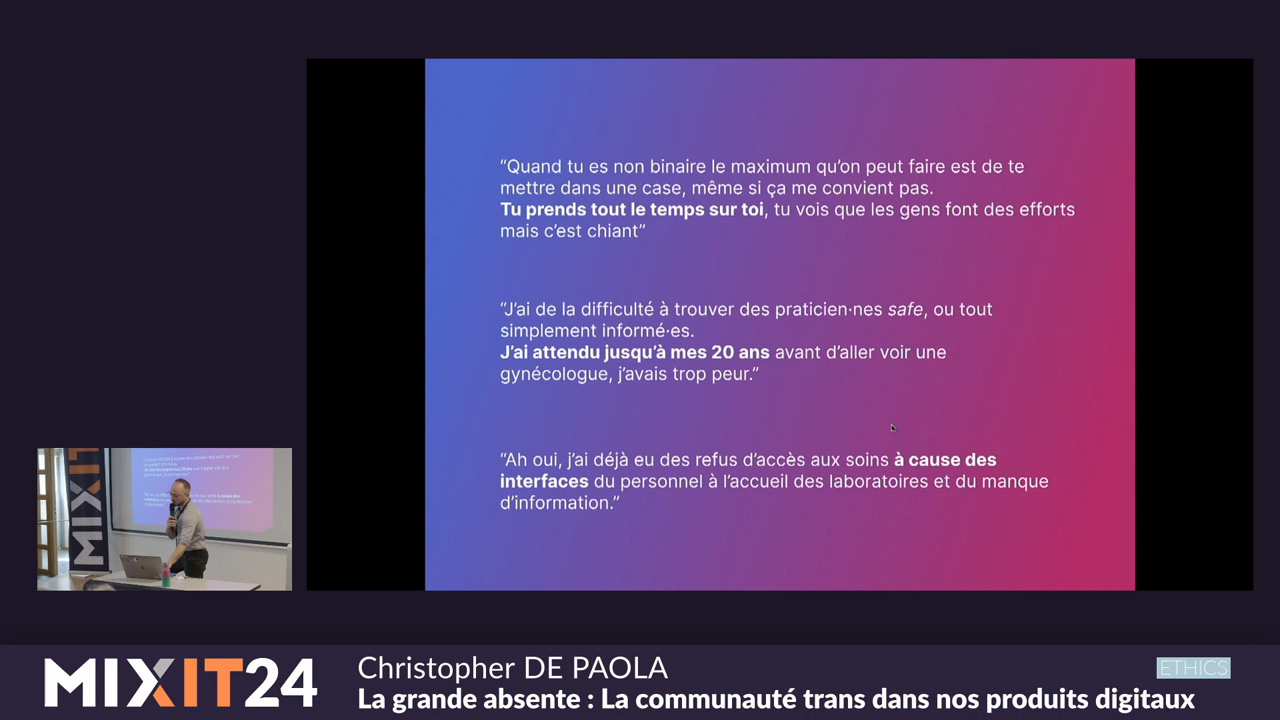 “Quand tu es non binaire le maximum qu’on peut faire est de te
mettre dans une case, même si ça me convient pas.
Tu prends tout le temps sur toi, tu vois que les gens font des efforts
mais c’est chiant”
“J’ai de la difficulté à trouver des praticien·nes safe, ou tout
simplement informé·es.
J’ai attendu jusqu’à mes 20 ans avant d’aller voir une
gynécologue, j’avais trop peur.”
“Ah oui, j’ai déjà eu des refus d’accès aux soins à cause des
interfaces du personnel à l’accueil des laboratoires et du manque
d’information.”
MIXIT
MIXIT24
Christopher DE PAOLA
ETHICS
La grande absente : La communauté trans dans nos produits digitaux